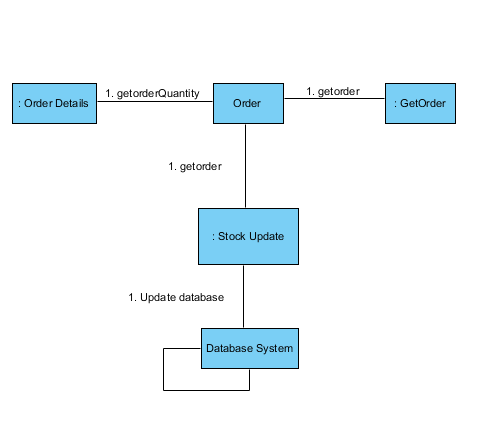 1. getorderQuantity
1. getorder
: Order Details
Order
: GetOrder
1. getorder
: Stock Update
1. Update database
Database System